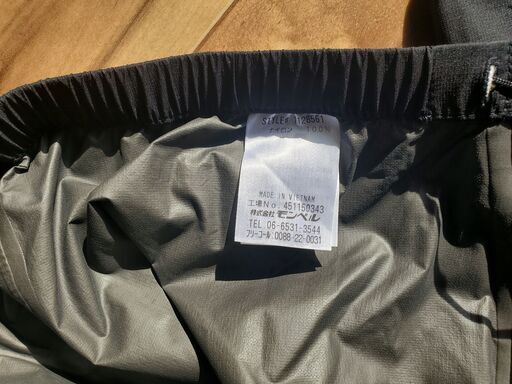 STYLE# 1128561
ナイロン 100%
MADE IN VIETNAM
工場No. 451150343
株式会社 モンベル
TEL 06-6531-3544
フリーコール 0088-22-0031